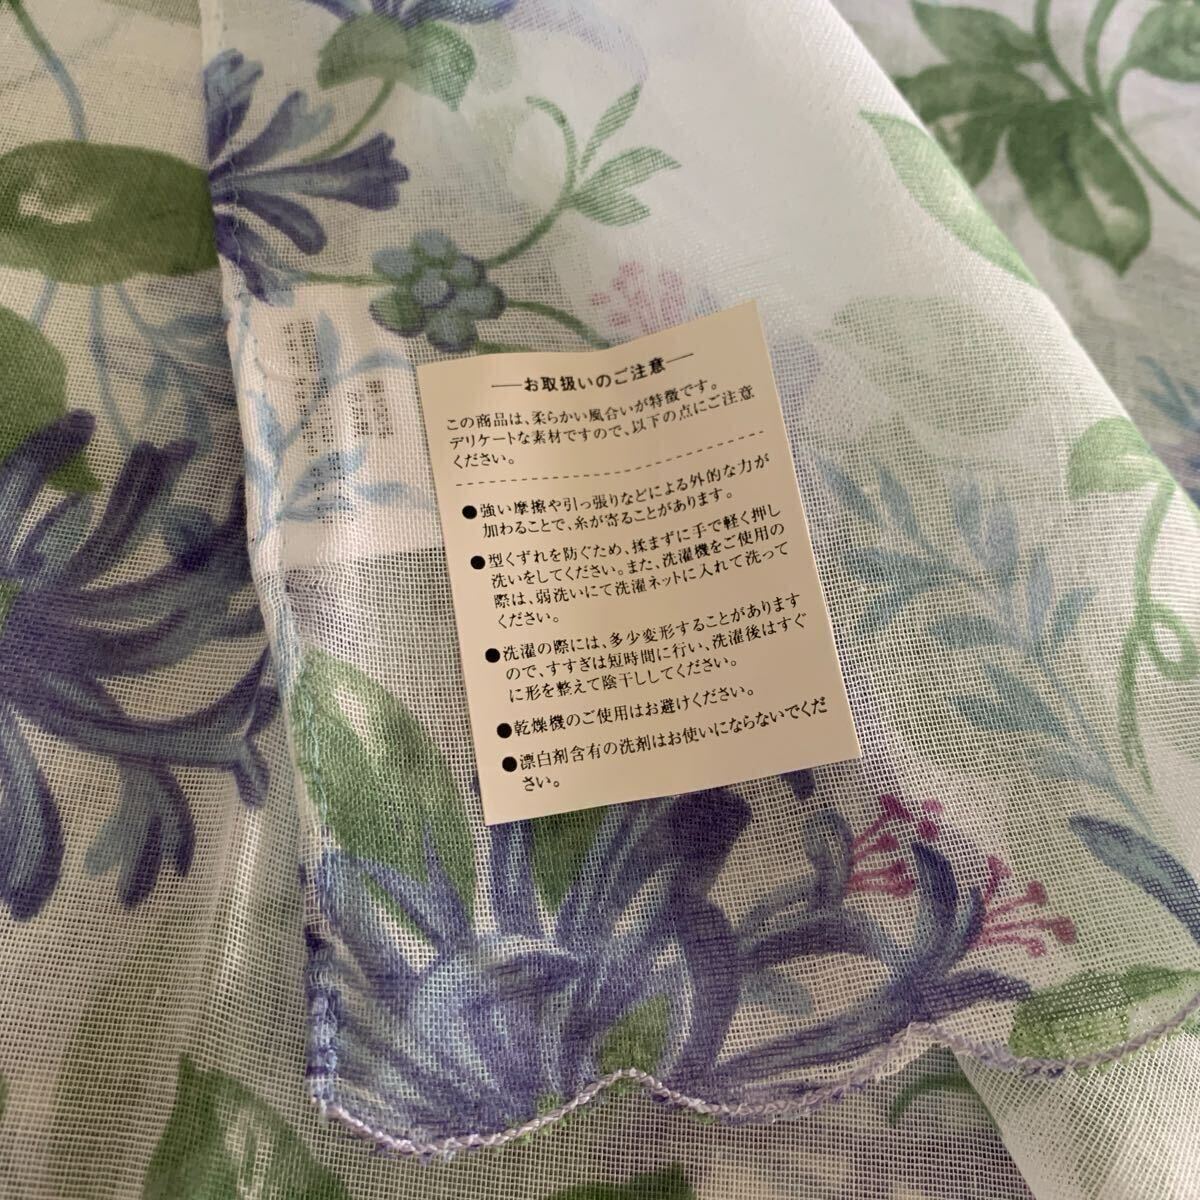 お取扱いのご注意
この商品は、柔らかい風合いが特徴です。
デリケートな素材ですので、以下の点にご注意
ください。
●強い摩擦や引っ張りなどによる外的な力が
加わることで、糸が寄ることがあります。
●型くずれを防ぐため、揉まずに手で軽く押し
洗いをしてください。また、洗濯機をご使用の
際は、弱洗いにて洗濯ネットに入れて洗って
ください。
●洗濯の際には、多少変形することがあります
ので、すすぎは短時間に行い、洗濯後はすぐ
に形を整えて陰干ししてください。
●乾燥機のご使用はお避けください。
●漂白剤含有の洗剤はお使いにならないでくだ
さい。